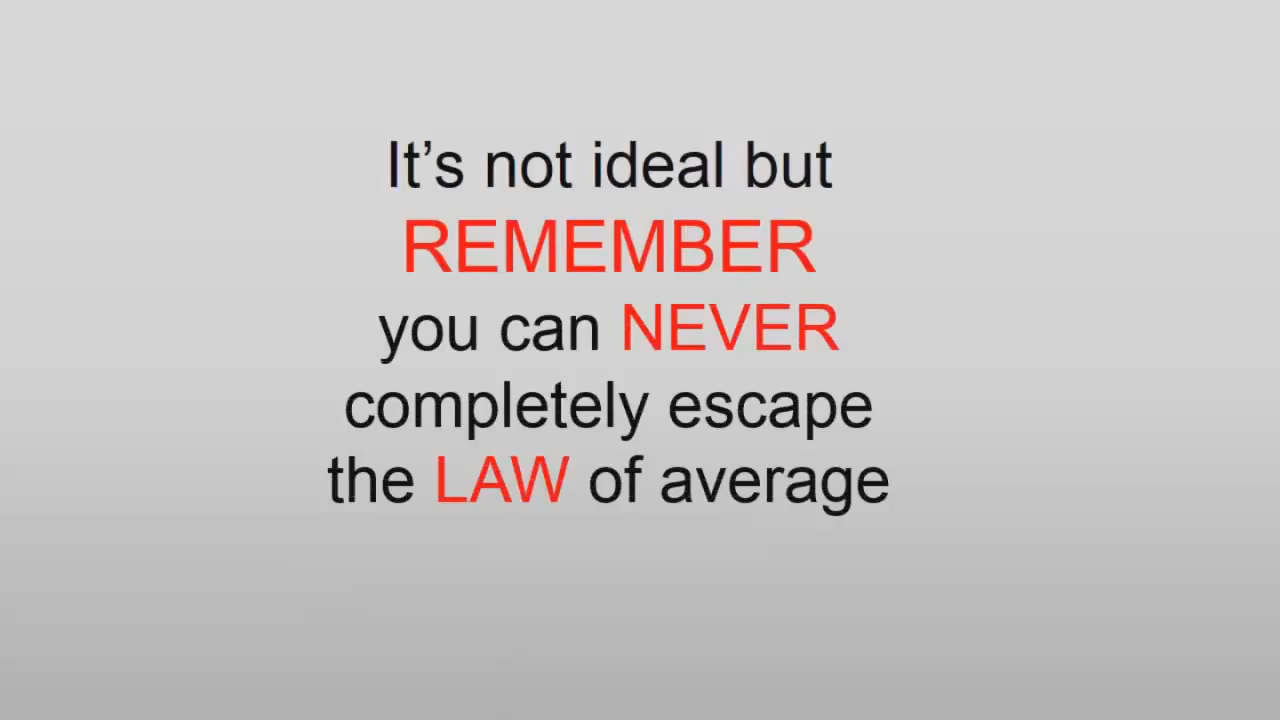 It’s not ideal but
REMEMBER
you can NEVER
completely escape
the LAW of average